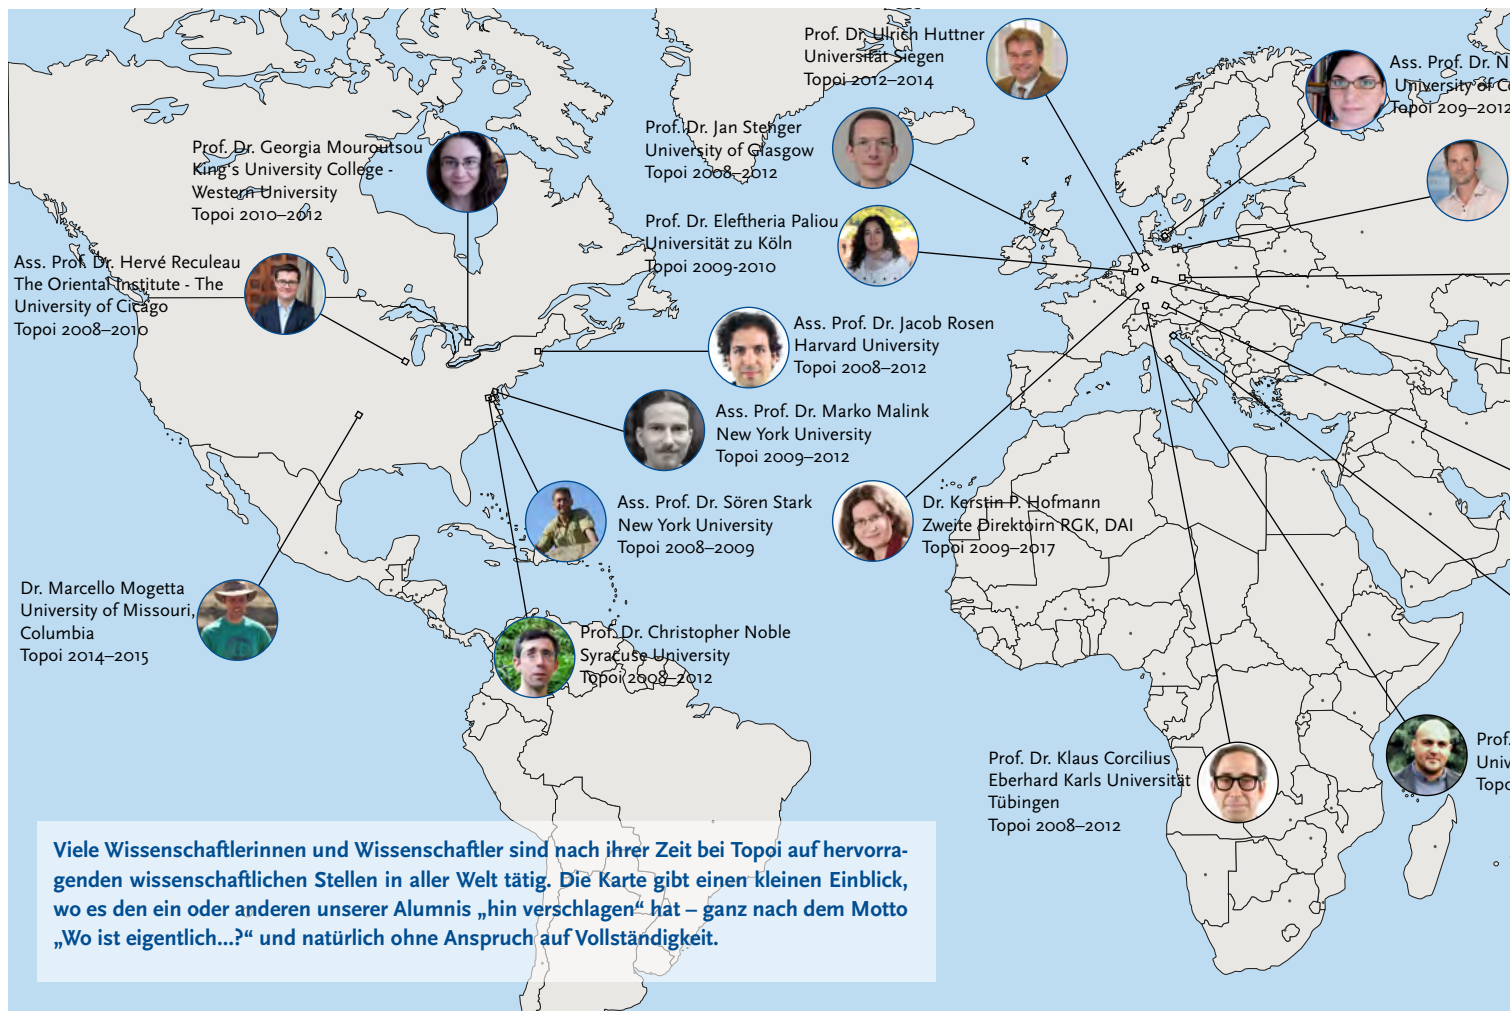 Prof. Dr. Ulrich Huttner
Universität Siegen
Topoi 2012–2014
Ass. Prof. Dr. N
University of C
Topoi 209–2012
Prof. Dr. Jan Stenger
University of Glasgow
Topoi 2008–2012
Prof. Dr. Georgia Mouroutsou
King's University College -
Western University
Topoi 2010–2012
Prof. Dr. Eleftheria Paliou
Universität zu Köln
Topoi 2009-2010
Ass. Prof. Dr. Hervé Reculeau
The Oriental Institute - The
University of Cicago
Topoi 2008–2010
Ass. Prof. Dr. Jacob Rosen
Harvard University
Topoi 2008–2012
Ass. Prof. Dr. Marko Malink
New York University
Topoi 2009–2012
Ass. Prof. Dr. Sören Stark
New York University
Topoi 2008–2009
Dr. Kerstin P. Hofmann
Zweite Direktoirn RGK, DAI
Topoi 2009–2017
Dr. Marcello Mogetta
University of Missouri,
Columbia
Topoi 2014–2015
Prof. Dr. Christopher Noble
Syracuse University
Topoi 2008–2012
Prof. Dr. Klaus Corcilius
Eberhard Karls Universität
Tübingen
Topoi 2008–2012
Prof.
Univ
Topo
Viele Wissenschaftlerinnen und Wissenschaftler sind nach ihrer Zeit bei Topoi auf hervorra-
genden wissenschaftlichen Stellen in aller Welt tätig. Die Karte gibt einen kleinen Einblick,
wo es den ein oder anderen unserer Alumnis „hin verschlagen“ hat – ganz nach dem Motto
„Wo ist eigentlich...?“ und natürlich ohne Anspruch auf Vollständigkeit.